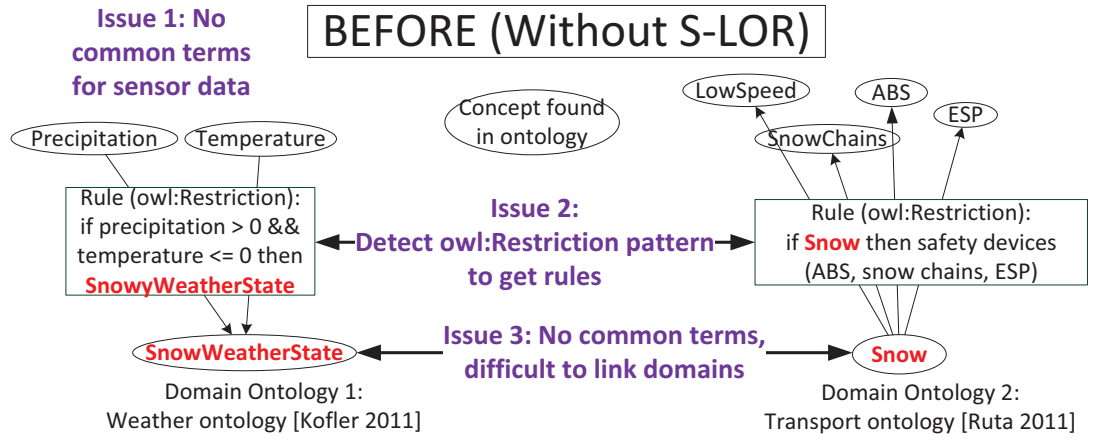 Issue 1: No
common terms
for sensor data
BEFORE (Without S-LOR)
Precipitation
Temperature
Concept found
in ontology
LowSpeed
ABS
SnowChains
ESP
Rule (owl:Restriction):
if precipitation > 0 &&
temperature <= 0 then
SnowyWeatherState
Issue 2:
Detect owl:Restriction pattern
to get rules
Rule (owl:Restriction):
if Snow then safety devices
(ABS, snow chains, ESP)
SnowWeatherState
Issue 3: No common terms,
difficult to link domains
Snow
Domain Ontology 1:
Weather ontology [Kofler 2011]
Domain Ontology 2:
Transport ontology [Ruta 2011]